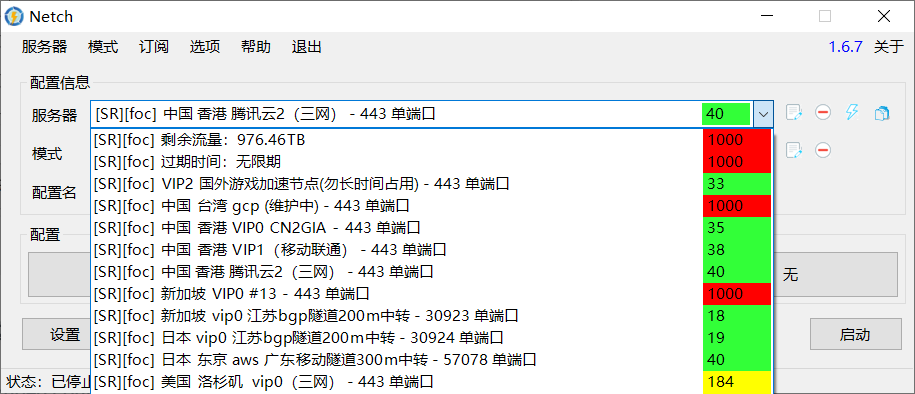 Netch
服务器 模式 订阅 选项 帮助 退出 1.6.7 关于
配置信息
服务器 [SR][foc] 中国 香港 腾讯云2（三网） - 443 单端口 40
[SR][foc] 剩余流量：976.46TB 1000
模式
[SR][foc] 过期时间：无限期 1000
[SR][foc] VIP2 国外游戏加速节点(勿长时间占用) - 443 单端口 33
配置名
[SR][foc] 中国 台湾 gcp (维护中) - 443 单端口 1000
[SR][foc] 中国 香港 VIP0 CN2GIA - 443 单端口 35
配置
[SR][foc] 中国 香港 VIP1（移动联通） - 443 单端口 38
[SR][foc] 中国 香港 腾讯云2（三网） - 443 单端口 40
无
[SR][foc] 新加坡 VIP0 #13 - 443 单端口 1000
[SR][foc] 新加坡 vip0 江苏bgp隧道200m中转 - 30923 单端口 18
设置
[SR][foc] 日本 vip0 江苏bgp隧道200m中转 - 30924 单端口 19
启动
[SR][foc] 日本 东京 aws 广东移动隧道300m中转 - 57078 单端口 40
状态：已停止
[SR][foc] 美国 洛杉矶 vip0（三网） - 443 单端口 184